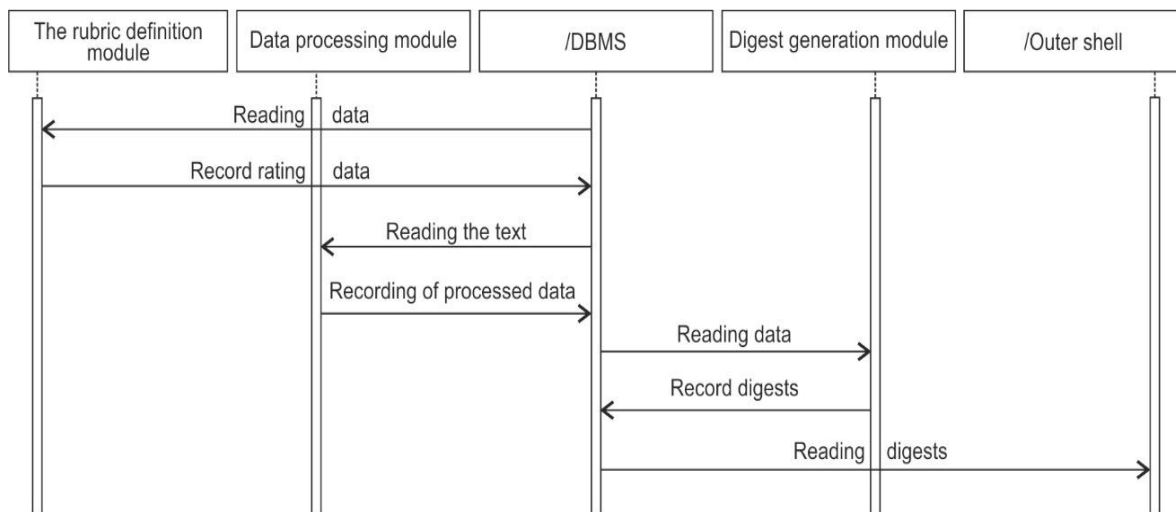 The rubric definition
module
Data processing module
/DBMS
Digest generation module
/Outer shell
Reading data
Record rating data
Reading the text
Recording of processed data
Reading data
Record digests
Reading digests